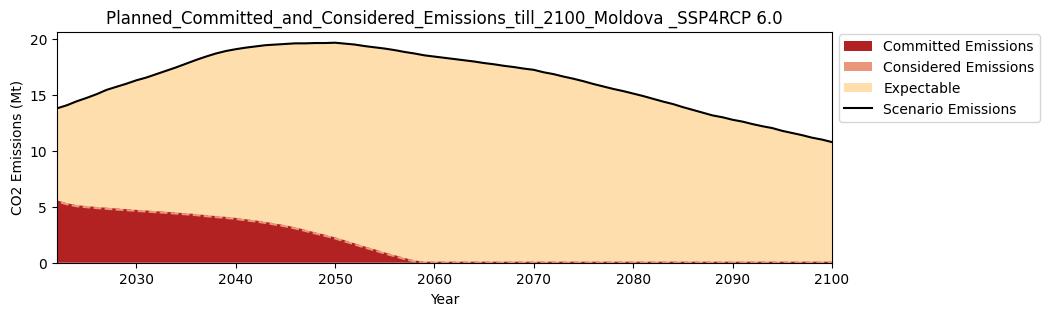 Planned_Committed_and_Considered_Emissions_till_2100_Moldova _SSP4RCP 6.0
20
15
10
5
0
CO2 Emissions (Mt)
2030 2040 2050 2060 2070 2080 2090 2100
Year
Committed Emissions
Considered Emissions
Expectable
Scenario Emissions